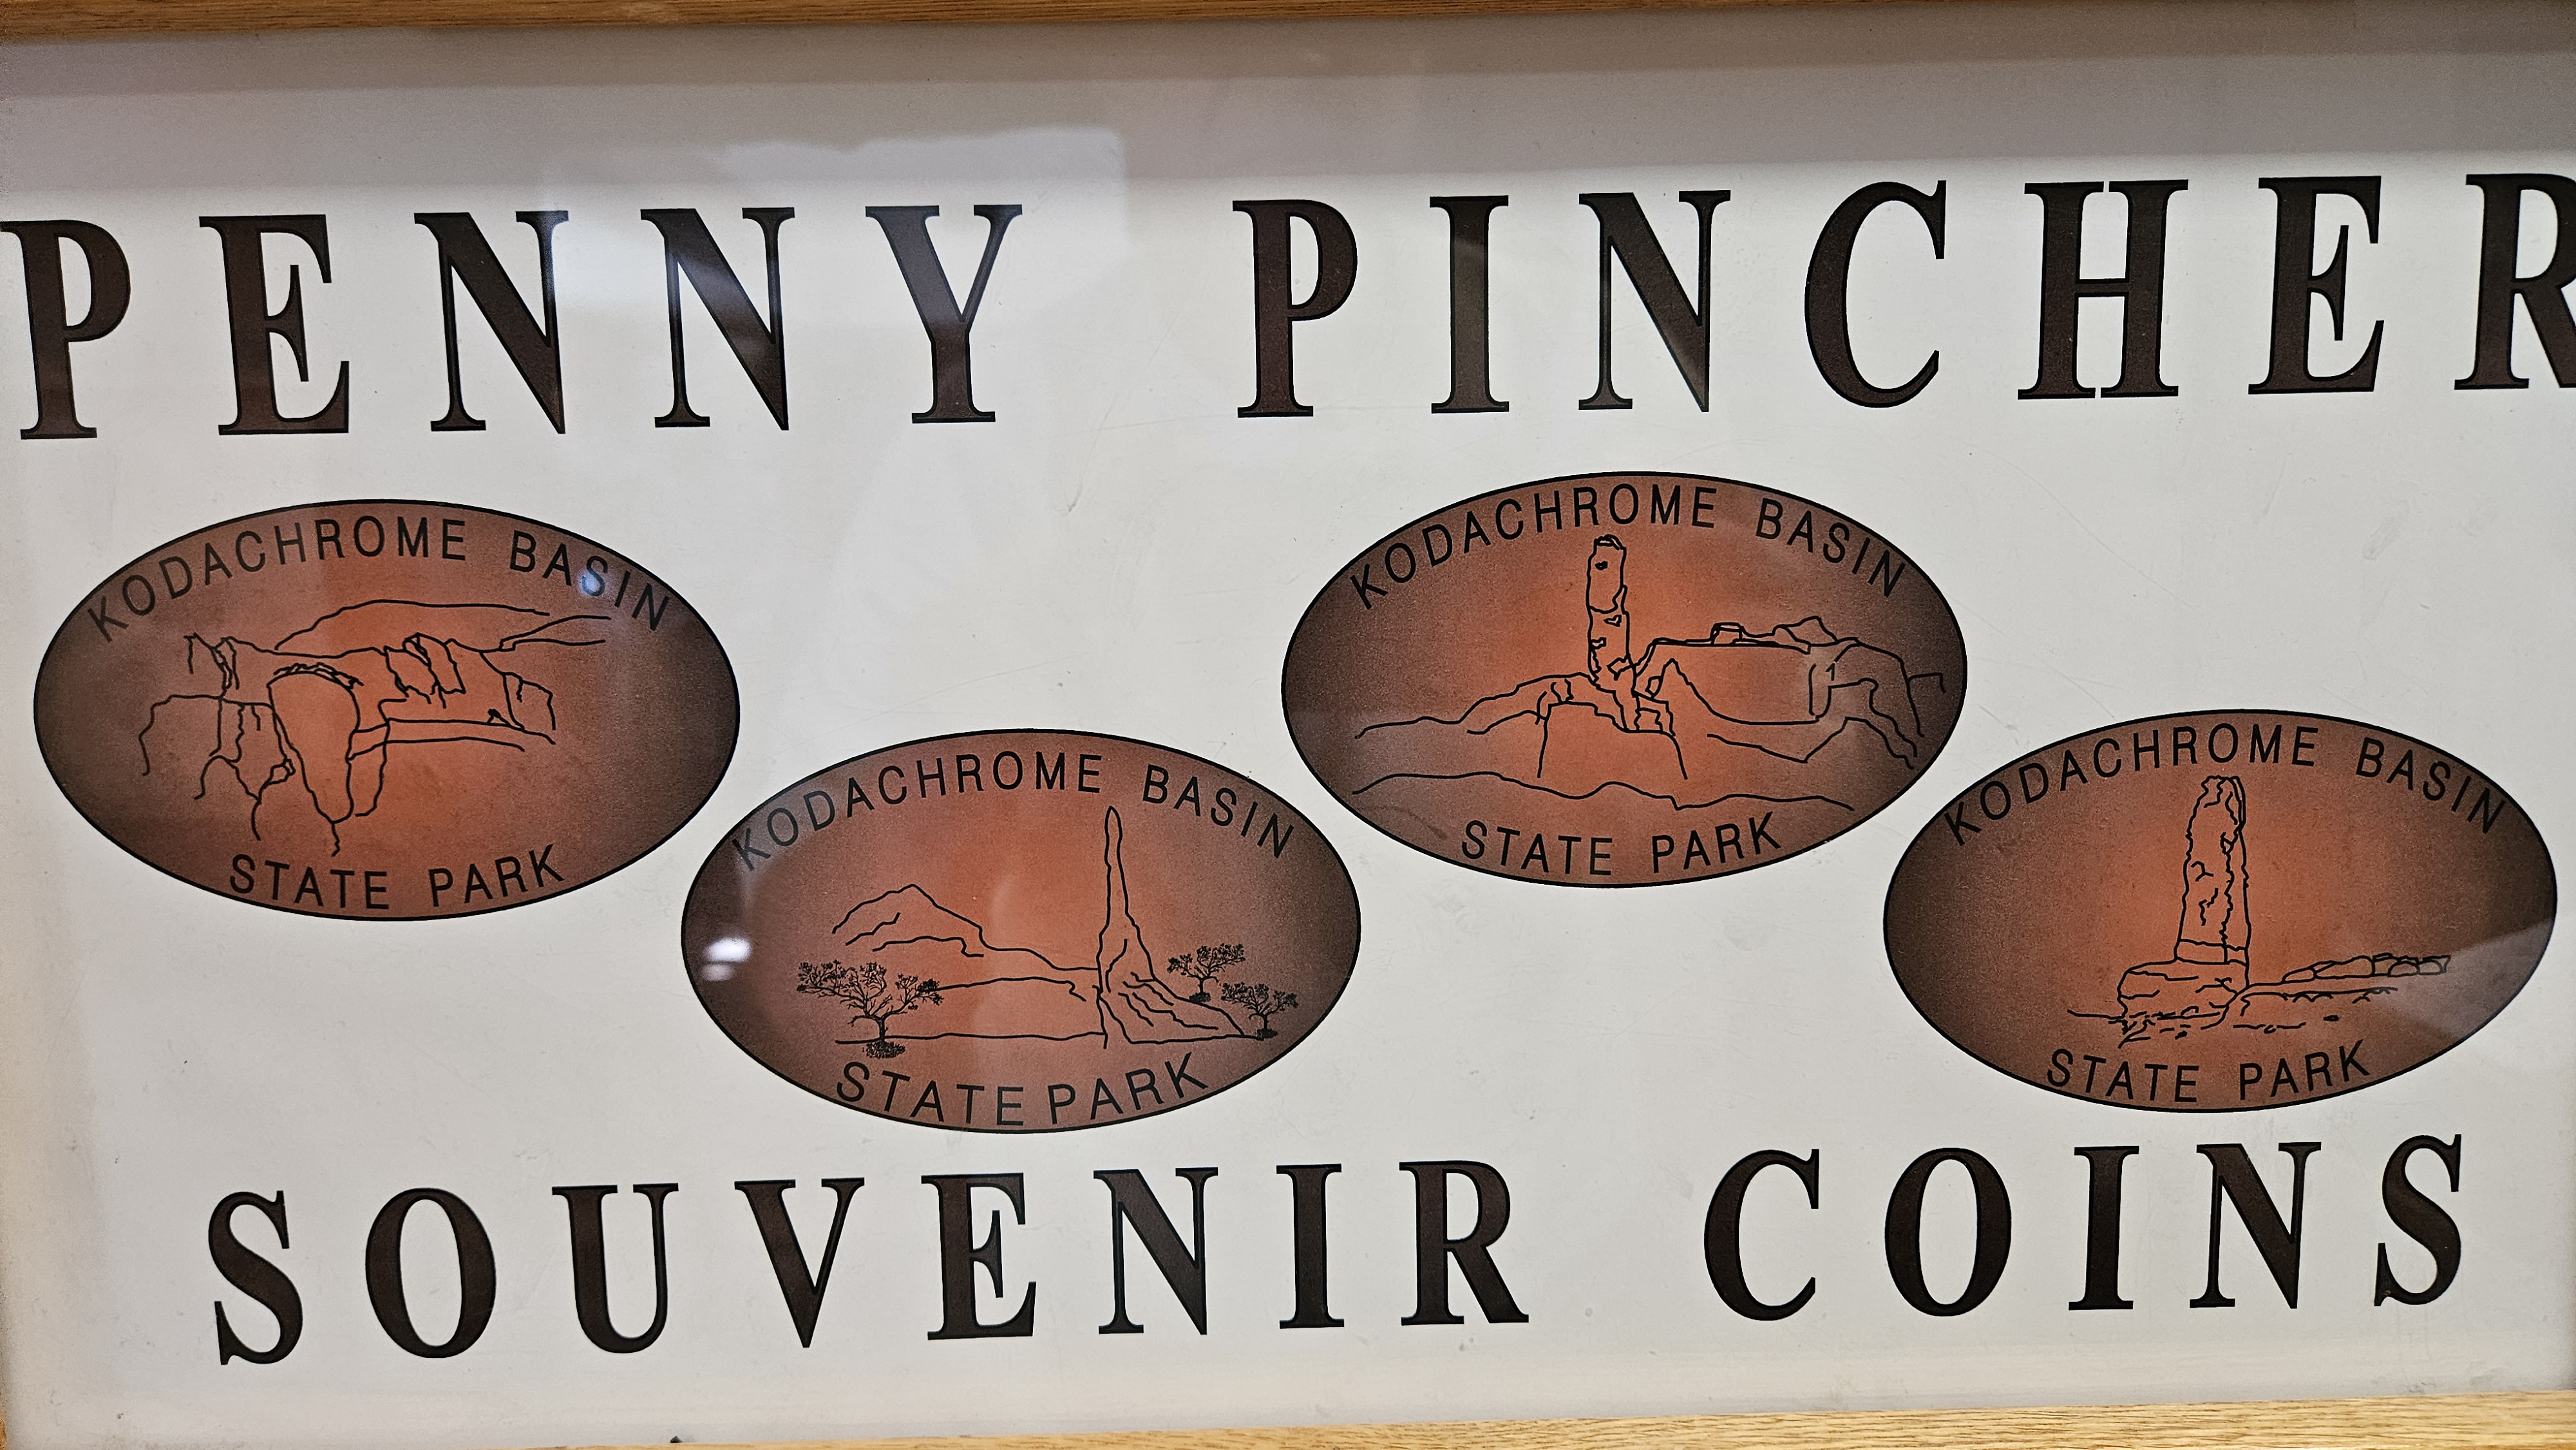 PENNY PINCHER
KODACHROME BASIN
STATE PARK
KODACHROME BASIN
STATE PARK
KODACHROME BASIN
STATE PARK
KODACHROME BASIN
STATE PARK
SOUVENIR COINS